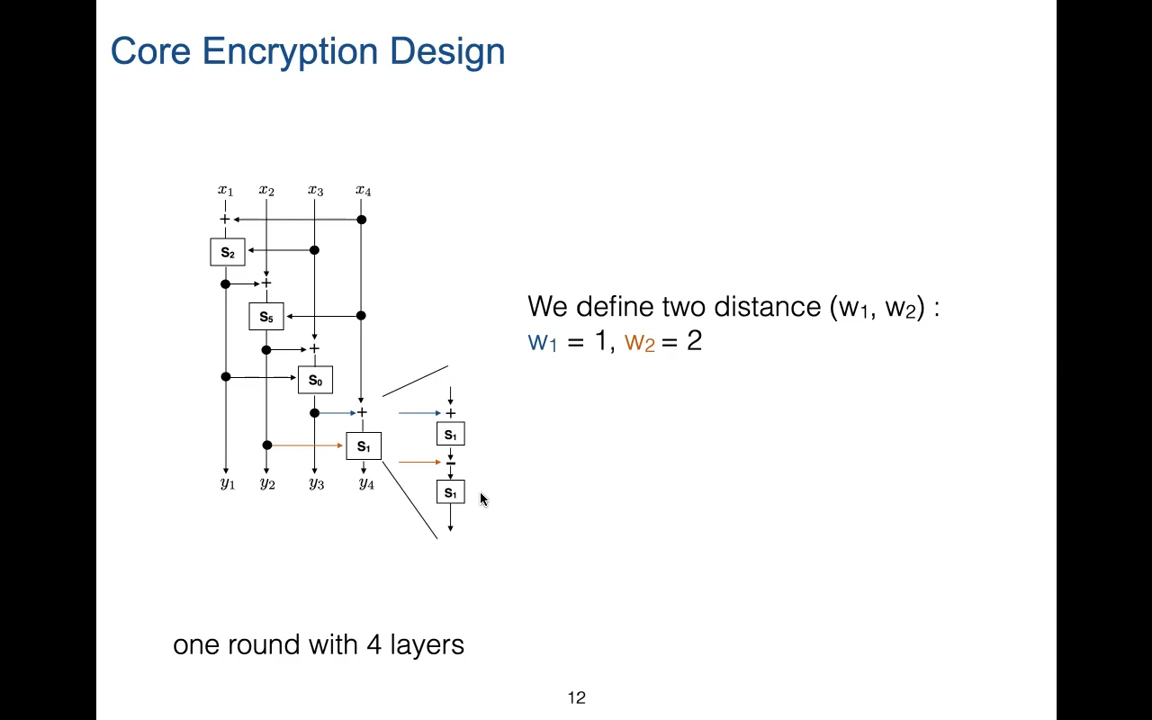 Core Encryption Design
x₁ x₂ x₃ x₄
+
S₂
+
S₅
+
S₀
+ +
S₁
S₁
-
y₁ y₂ y₃ y₄
S₁
We define two distance (w₁, w₂) :
w₁ = 1, w₂ = 2
one round with 4 layers
12